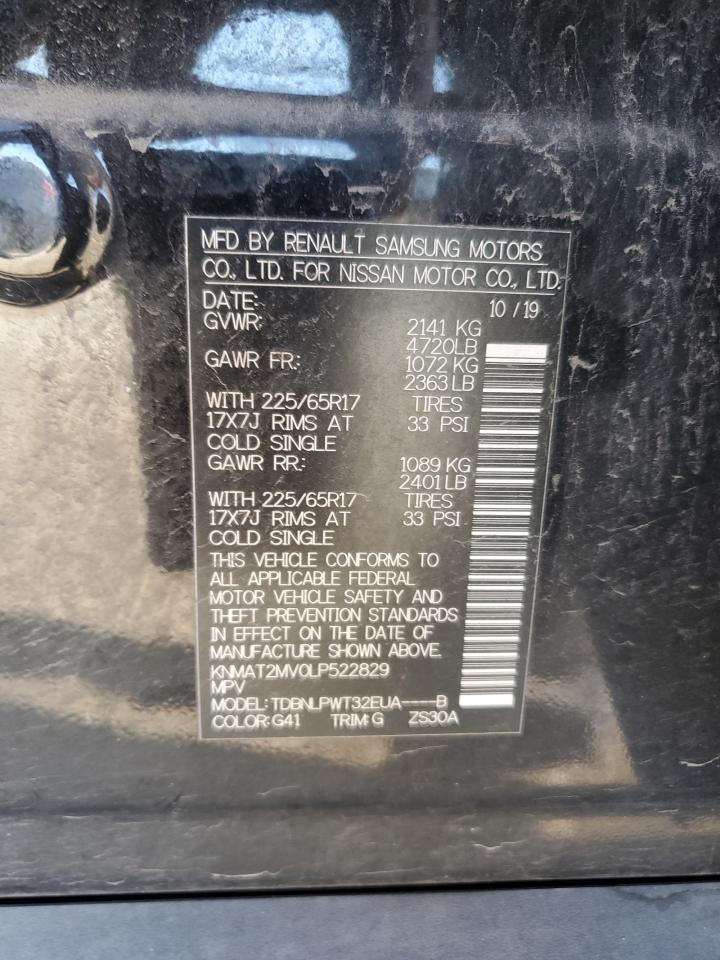 MFD BY RENAULT SAMSUNG MOTORS
CO., LTD. FOR NISSAN MOTOR CO., LTD.
DATE: 10 / 19
GVWR: 2141 KG
4720LB
GAWR FR.: 1072 KG
2363 LB
WITH 225/65R17 TIRES
17X7J RIMS AT 33 PSI
COLD SINGLE
GAWR RR.: 1089 KG
2401 LB
WITH 225/65R17 TIRES
17X7J RIMS AT 33 PSI
COLD SINGLE
THIS VEHICLE CONFORMS TO
ALL APPLICABLE FEDERAL
MOTOR VEHICLE SAFETY AND
THEFT PREVENTION STANDARDS
IN EFFECT ON THE DATE OF
MANUFACTURE SHOWN ABOVE.
KNMAT2MV0LP522829
MPV
MODEL: TDBNLPWT32EUA----B
COLOR: G41 TRIM: G ZS30A